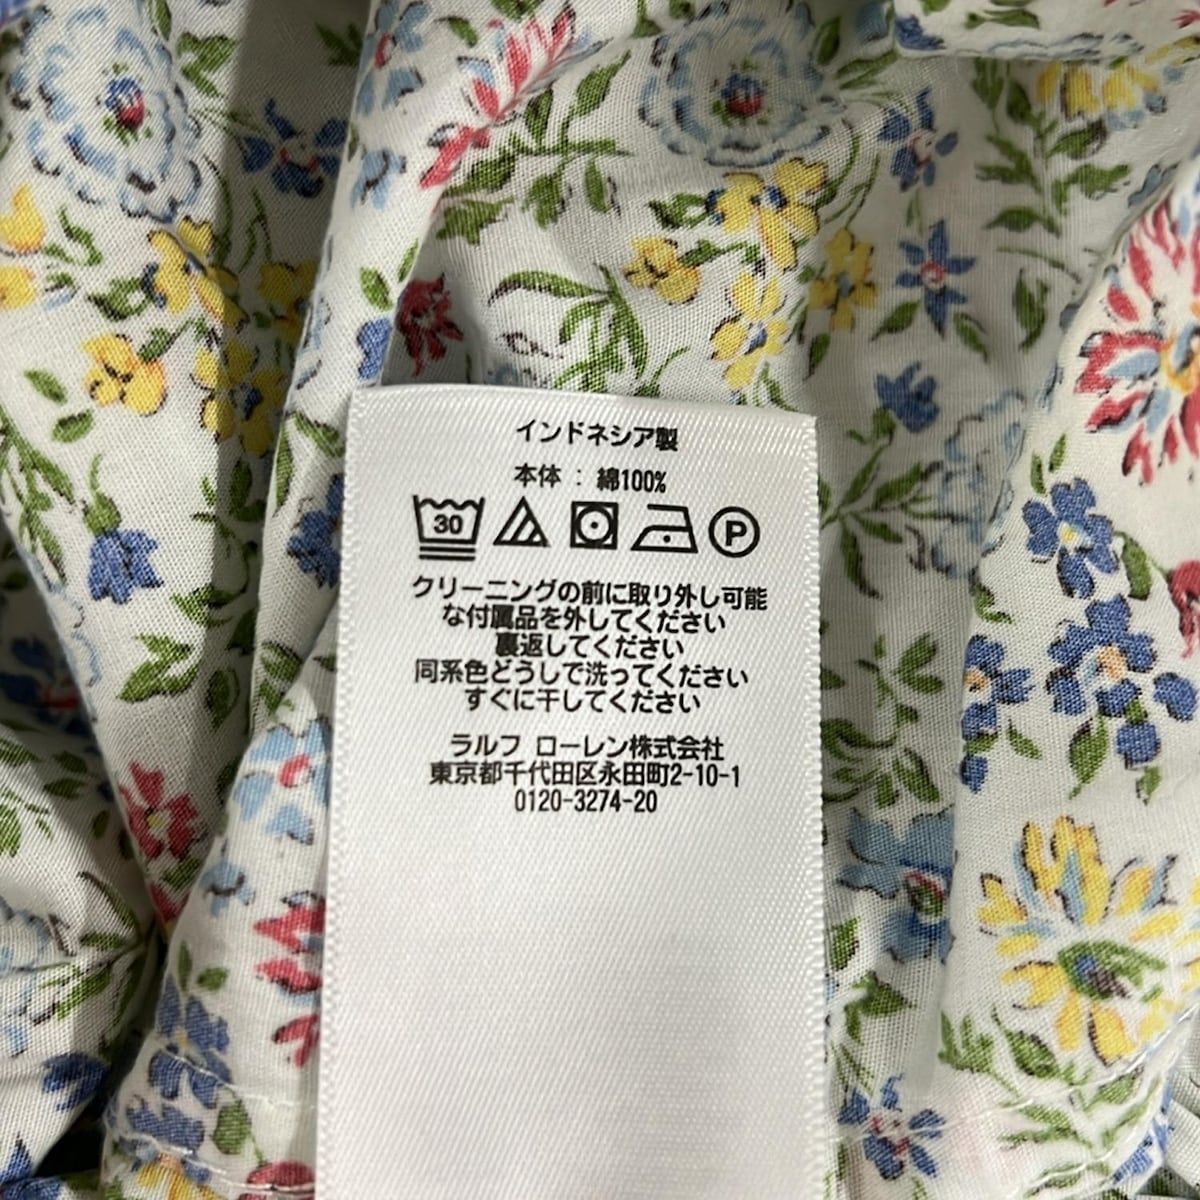 インドネシア製
本体 : 綿100%
30 P
クリーニングの前に取り外し可能
な付属品を外してください
裏返してください
同系色どうしで洗ってください
すぐに干してください
ラルフ ローレン株式会社
東京都千代田区永田町2-10-1
0120-3274-20